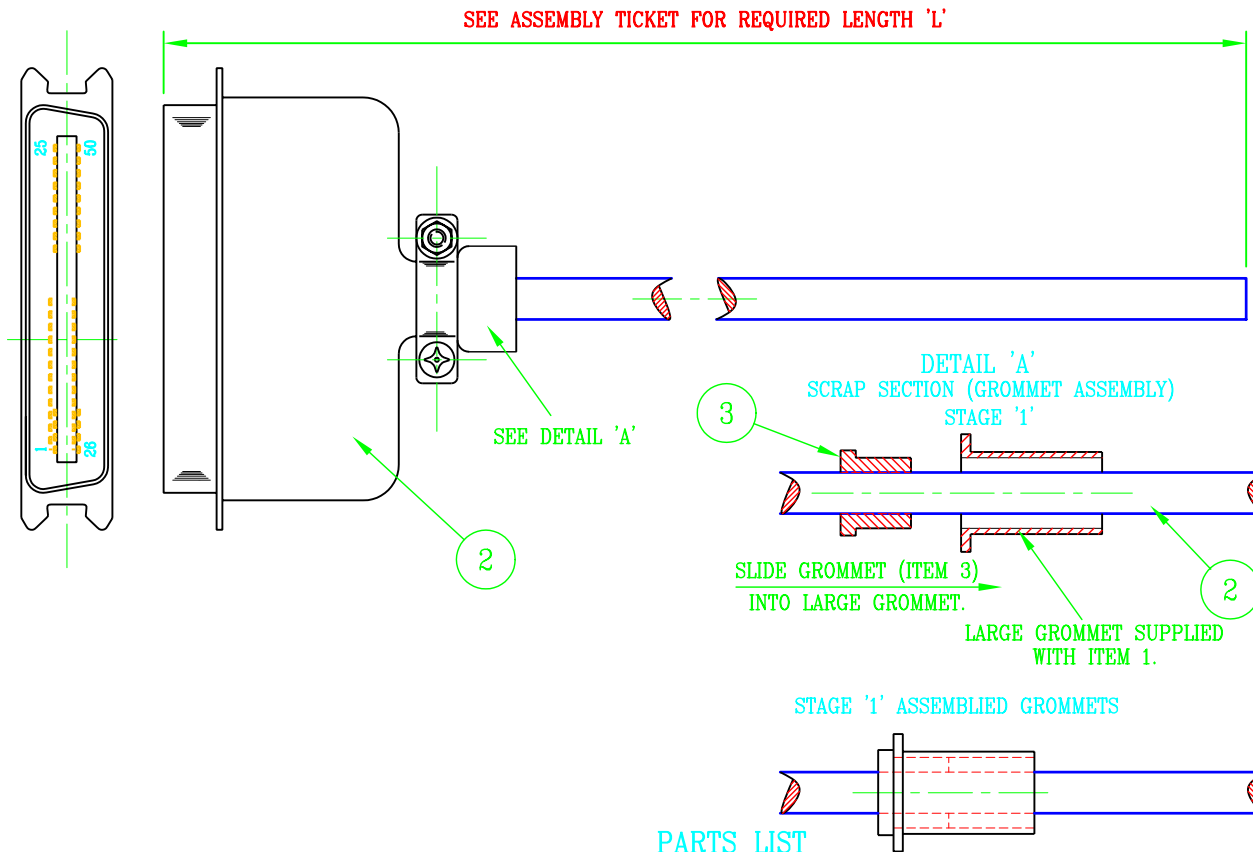 SEE ASSEMBLY TICKET FOR REQUIRED LENGTH 'L'
25
50
1
26
SEE DETAIL 'A'
2
DETAIL 'A'
SCRAP SECTION (GROMMET ASSEMBLY)
STAGE '1'
3
SLIDE GROMMET (ITEM 3)
INTO LARGE GROMMET.
2
LARGE GROMMET SUPPLIED
WITH ITEM 1.
STAGE '1' ASSEMBLIED GROMMETS
PARTS LIST